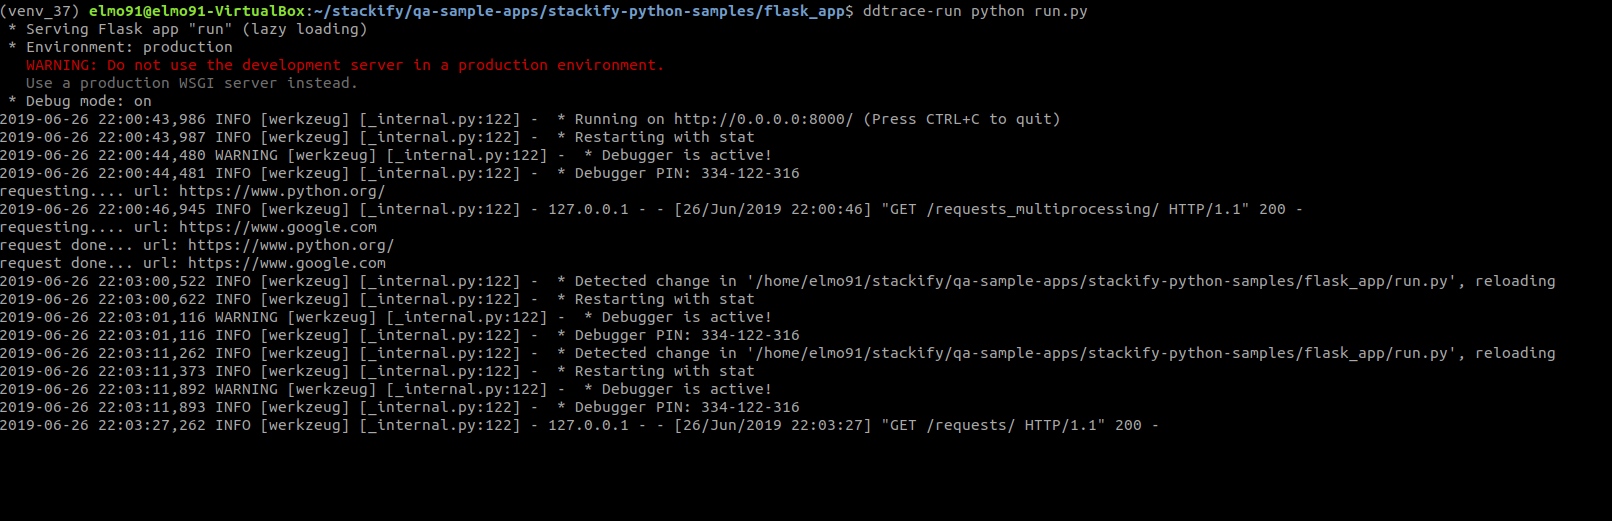 (venv_37) elmo91@elmo91-VirtualBox:~/stackify/qa-sample-apps/stackify-python-samples/flask_app$ ddtrace-run python run.py
 * Serving Flask app "run" (lazy loading)
 * Environment: production
   WARNING: Do not use the development server in a production environment.
   Use a production WSGI server instead.
 * Debug mode: on
2019-06-26 22:00:43,986 INFO [werkzeug] [_internal.py:122] -  * Running on http://0.0.0.0:8000/ (Press CTRL+C to quit)
2019-06-26 22:00:43,987 INFO [werkzeug] [_internal.py:122] -  * Restarting with stat
2019-06-26 22:00:44,480 WARNING [werkzeug] [_internal.py:122] -  * Debugger is active!
2019-06-26 22:00:44,481 INFO [werkzeug] [_internal.py:122] -  * Debugger PIN: 334-122-316
requesting.... url: https://www.python.org/
2019-06-26 22:00:46,945 INFO [werkzeug] [_internal.py:122] - 127.0.0.1 - - [26/Jun/2019 22:00:46] "GET /requests_multiprocessing/ HTTP/1.1" 200 -
requesting.... url: https://www.google.com
request done... url: https://www.python.org/
request done... url: https://www.google.com
2019-06-26 22:03:00,522 INFO [werkzeug] [_internal.py:122] -  * Detected change in '/home/elmo91/stackify/qa-sample-apps/stackify-python-samples/flask_app/run.py', reloading
2019-06-26 22:03:00,622 INFO [werkzeug] [_internal.py:122] -  * Restarting with stat
2019-06-26 22:03:01,116 WARNING [werkzeug] [_internal.py:122] -  * Debugger is active!
2019-06-26 22:03:01,116 INFO [werkzeug] [_internal.py:122] -  * Debugger PIN: 334-122-316
2019-06-26 22:03:11,262 INFO [werkzeug] [_internal.py:122] -  * Detected change in '/home/elmo91/stackify/qa-sample-apps/stackify-python-samples/flask_app/run.py', reloading
2019-06-26 22:03:11,373 INFO [werkzeug] [_internal.py:122] -  * Restarting with stat
2019-06-26 22:03:11,892 WARNING [werkzeug] [_internal.py:122] -  * Debugger is active!
2019-06-26 22:03:11,893 INFO [werkzeug] [_internal.py:122] -  * Debugger PIN: 334-122-316
2019-06-26 22:03:27,262 INFO [werkzeug] [_internal.py:122] - 127.0.0.1 - - [26/Jun/2019 22:03:27] "GET /requests/ HTTP/1.1" 200 -